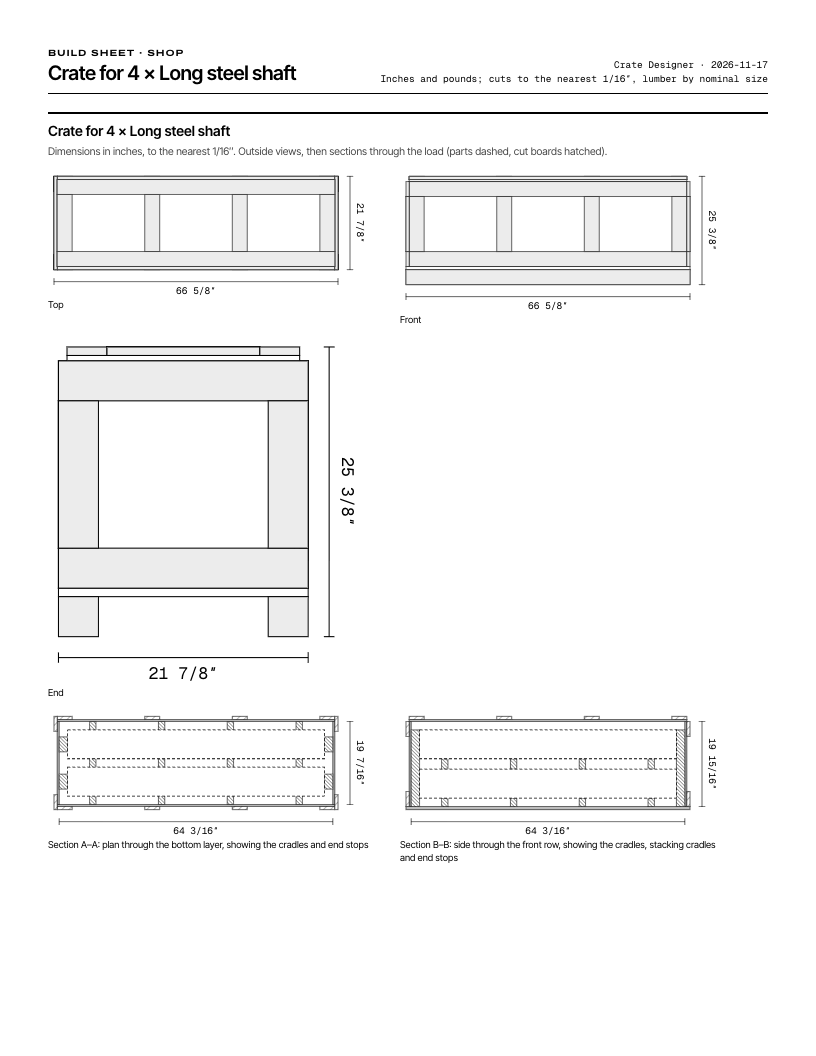 BUILD SHEET · SHOP
Crate for 4 × Long steel shaft
Crate Designer · 2026-11-17
Inches and pounds; cuts to the nearest 1/16″, lumber by nominal size
Crate for 4 × Long steel shaft
Dimensions in inches, to the nearest 1/16″. Outside views, then sections through the load (parts dashed, cut boards hatched).
21 7/8″
66 5/8″
Top
25 3/8″
66 5/8″
Front
25 3/8″
21 7/8″
End
19 7/16″
64 3/16″
Section A–A: plan through the bottom layer, showing the cradles and end stops
19 15/16″
64 3/16″
Section B–B: side through the front row, showing the cradles, stacking cradles
and end stops